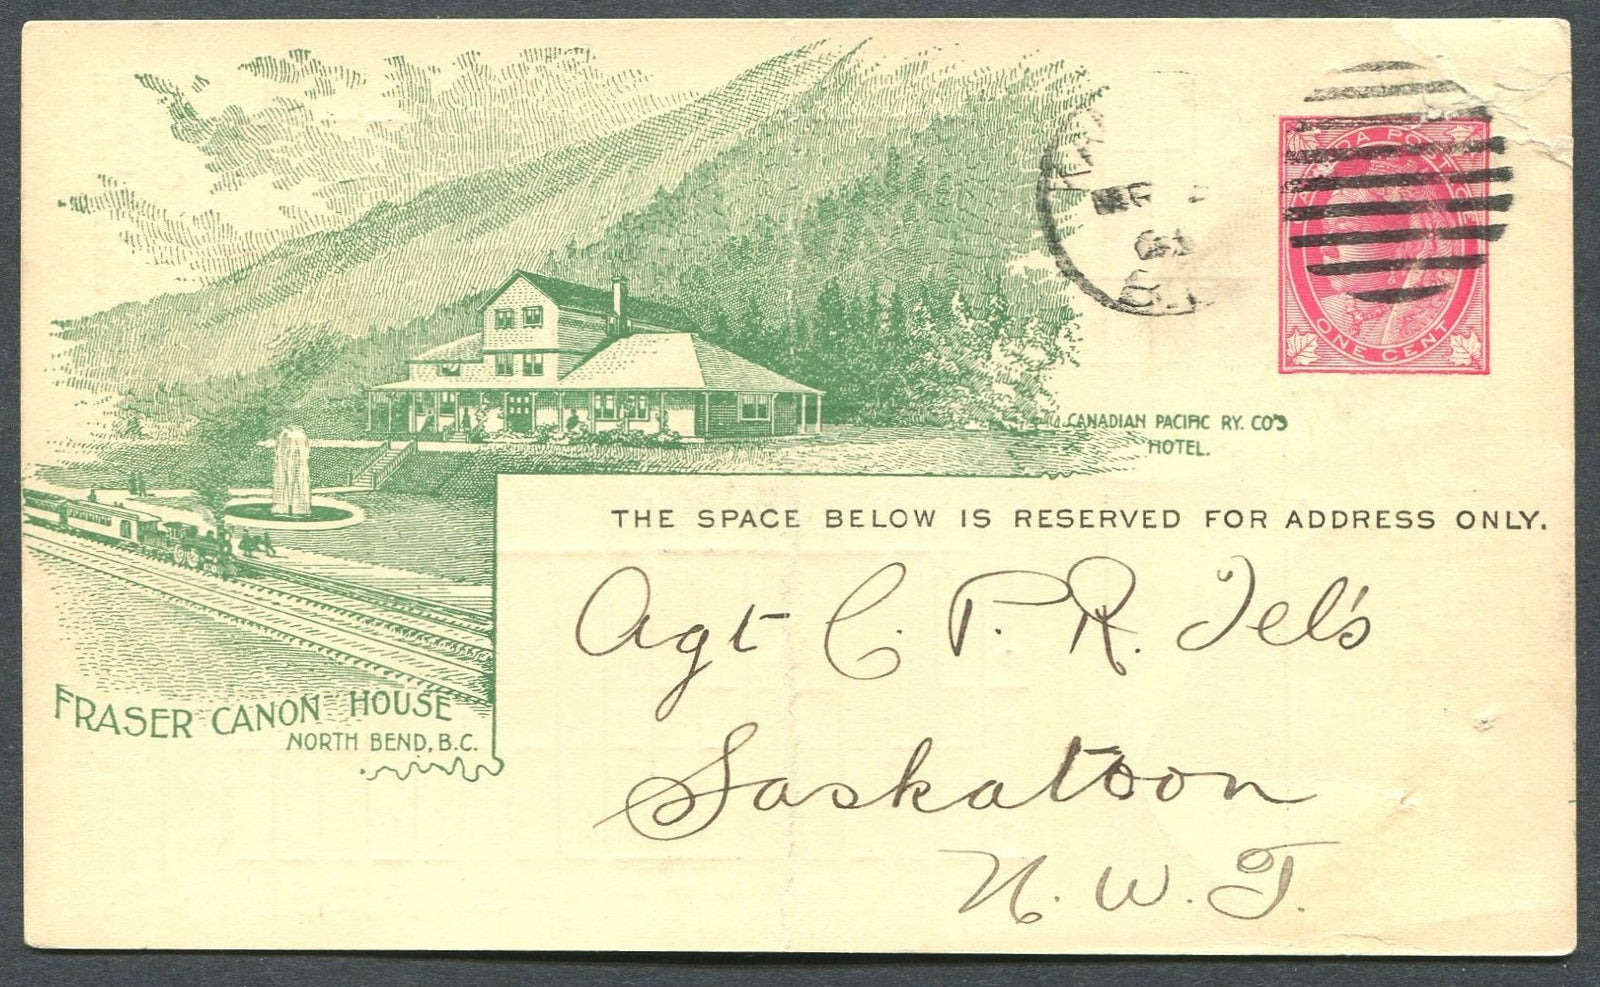 CANADA POSTAGE
ONE CENT
CANADIAN PACIFIC RY. CO'S
HOTEL.
THE SPACE BELOW IS RESERVED FOR ADDRESS ONLY.
Agt C. P. R. Tel's
Saskatoon
N. W. T.
FRASER CANON HOUSE
NORTH BEND, B.C.